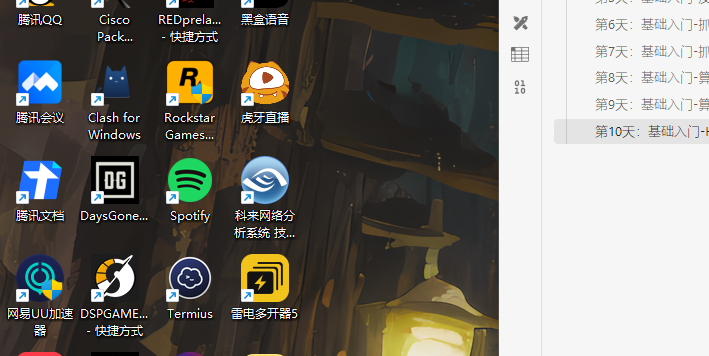 腾讯QQ
Cisco
Pack...
REDprela...
- 快捷方式
黑盒语音
腾讯会议
Clash for
Windows
Rockstar
Games...
虎牙直播
腾讯文档
DG
DaysGone...
Spotify
科来网络分
析系统 技...
网易UU加速
器
DSPGAME...
- 快捷方式
Termius
雷电多开器5
01
10
第6天：基础入门-抓
第7天：基础入门-抓
第8天：基础入门-算
第9天：基础入门-算
第10天：基础入门-